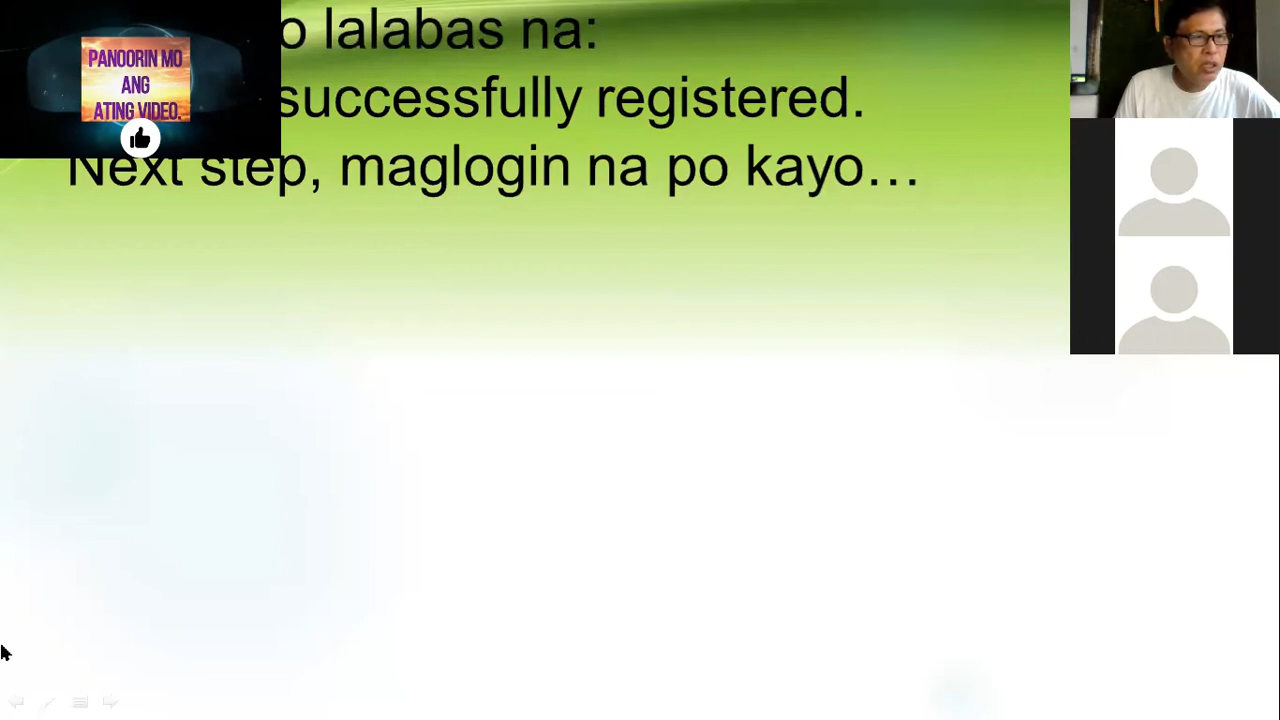 PANOORIN MO
ANG
ATING VIDEO.
lalabas na:
successfully registered.
Next step, maglogin na po kayo…